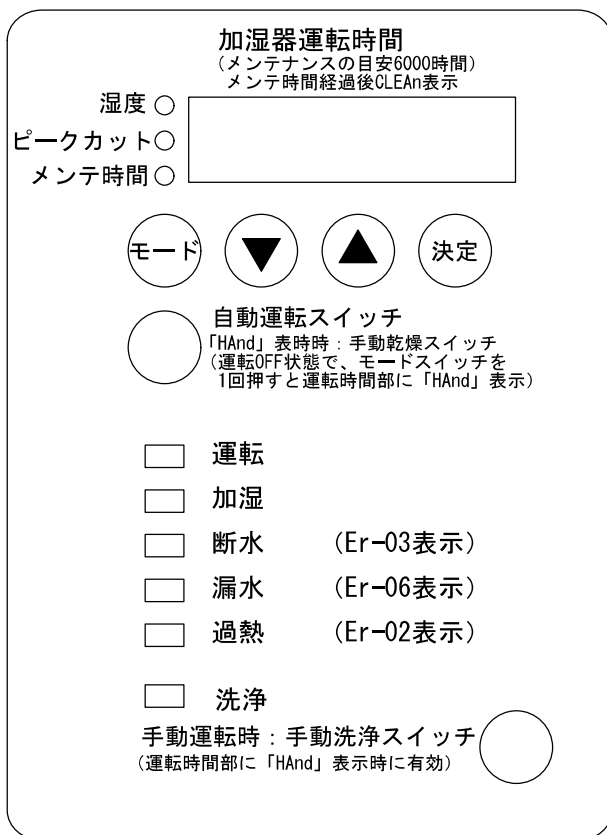 加湿器運転時間
(メンテナンスの目安6000時間)
メンテ時間経過後CLEAn表示
湿度
ピークカット
メンテ時間
モード ▼ ▲ 決定
自動運転スイッチ
「HAnd」表時時：手動乾燥スイッチ
(運転OFF状態で、モードスイッチを
1回押すと運転時間部に「HAnd」表示)
運転
加湿
断水 (Er-03表示)
漏水 (Er-06表示)
過熱 (Er-02表示)
洗浄
手動運転時：手動洗浄スイッチ
(運転時間部に「HAnd」表示時に有効)